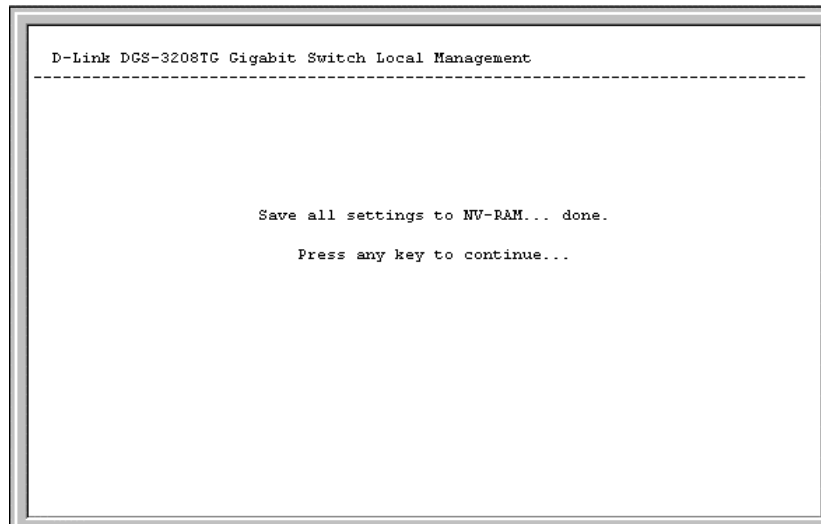 D-Link DGS-3208TG Gigabit Switch Local Management
Save all settings to NV-RAM... done.
Press any key to continue...